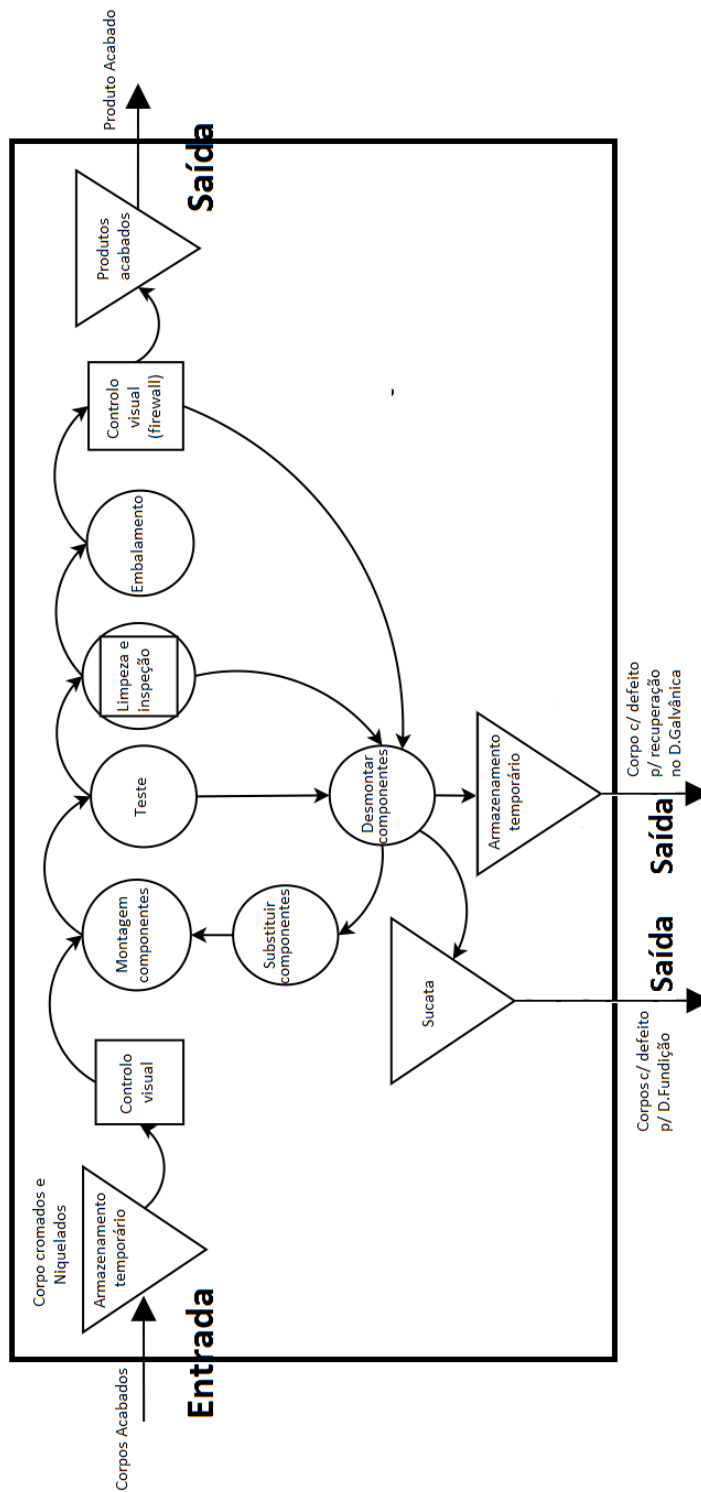 Corpos Acabados
Entrada
Corpo cromados e
Niquelados
Armazenamento
temporário
Controlo
visual
Montagem
componentes
Teste
Limpeza e
inspeção
Embalamento
Controlo
visual
(firewall)
Produtos
acabados
Produto Acabado
Saída
Substituir
componentes
Desmontar
componentes
Sucata
Armazenamento
temporário
Corpos c/ defeito
p/ D.Fundição
Saída
Saída
Corpo c/ defeito
p/ recuperação
no D.Galvânica